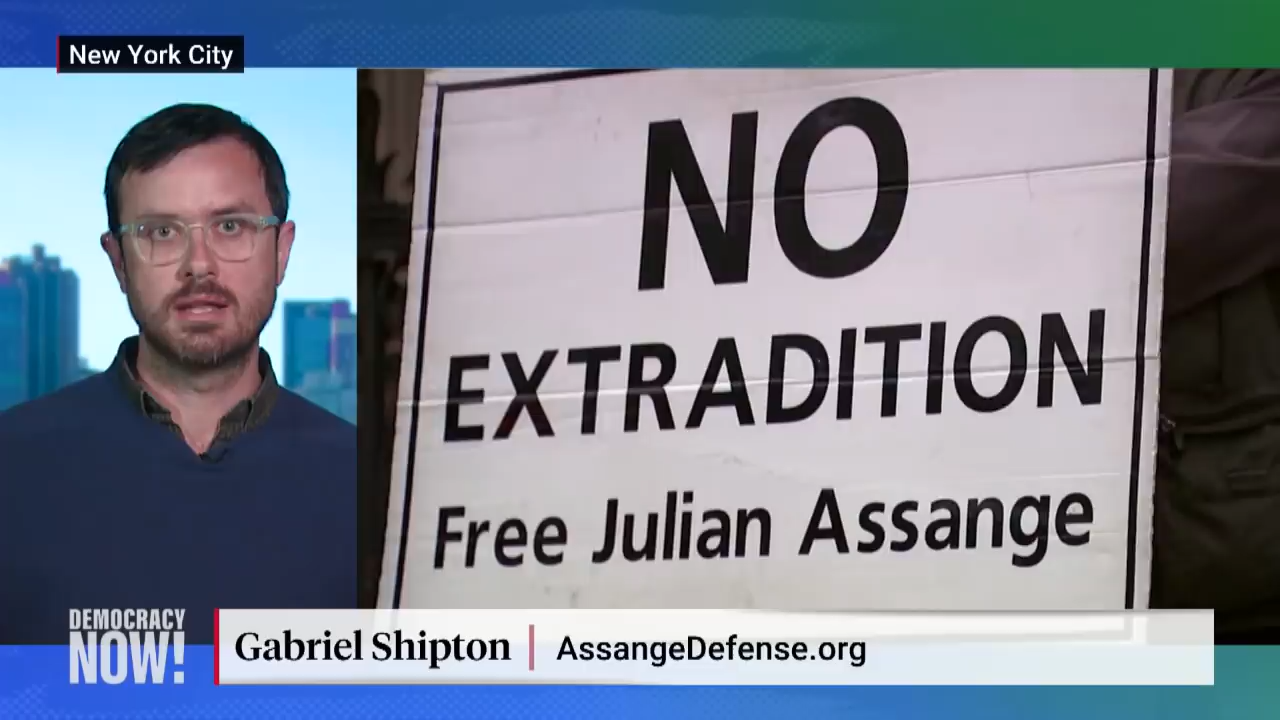 New York City
NO
EXTRADITION
Free Julian Assange
DEMOCRACY
NOW!
Gabriel Shipton | AssangeDefense.org